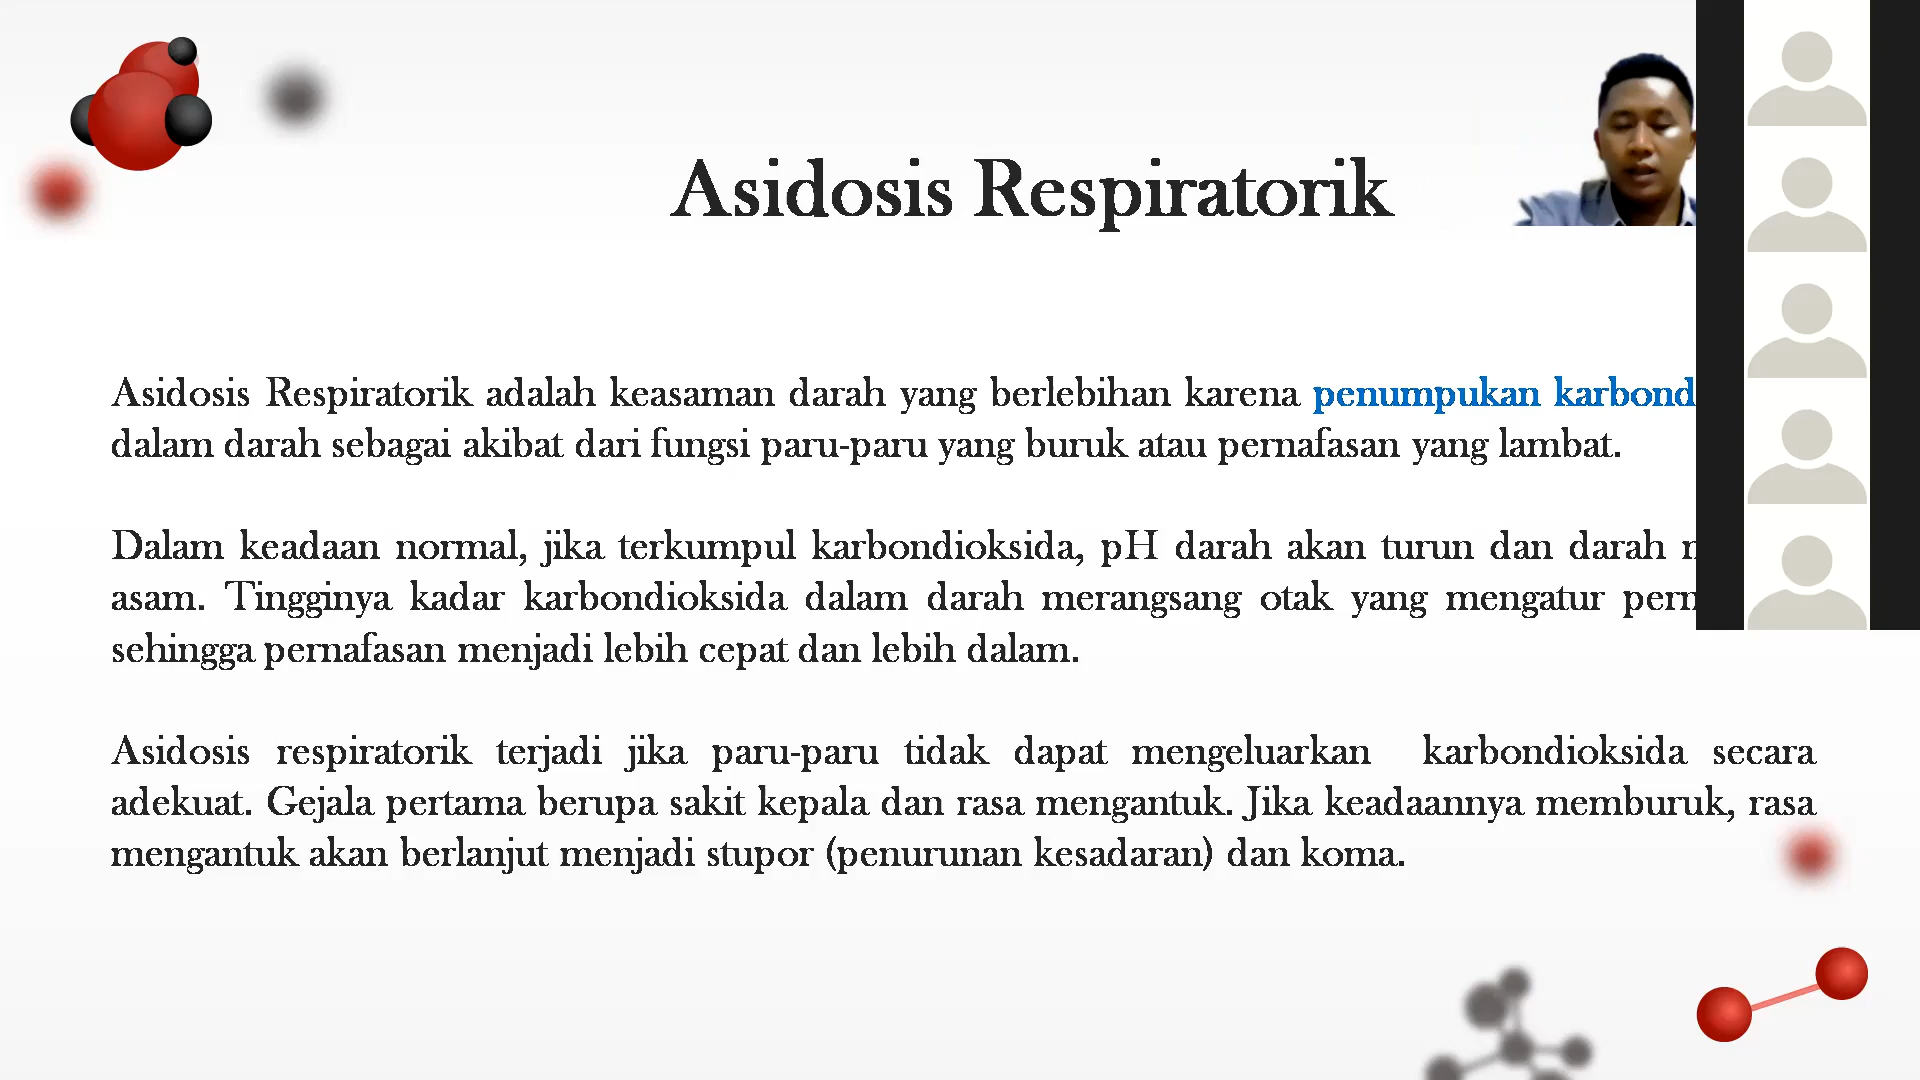 Asidosis Respiratorik
Asidosis Respiratorik adalah keasaman darah yang berlebihan karena penumpukan
dalam darah sebagai akibat dari fungsi paru-paru yang buruk atau pernafasan yang lambat.
Dalam keadaan normal, jika terkumpul karbondioksida, pH darah akan turun dan darah
asam. Tingginya kadar karbondioksida dalam darah merangsang otak yang mengatur
sehingga pernafasan menjadi lebih cepat dan lebih dalam.
Asidosis respiratorik terjadi jika paru-paru tidak dapat mengeluarkan karbondioksida secara
adekuat. Gejala pertama berupa sakit kepala dan rasa mengantuk. Jika keadaannya memburuk, rasa
mengantuk akan berlanjut menjadi stupor (penurunan kesadaran) dan koma.